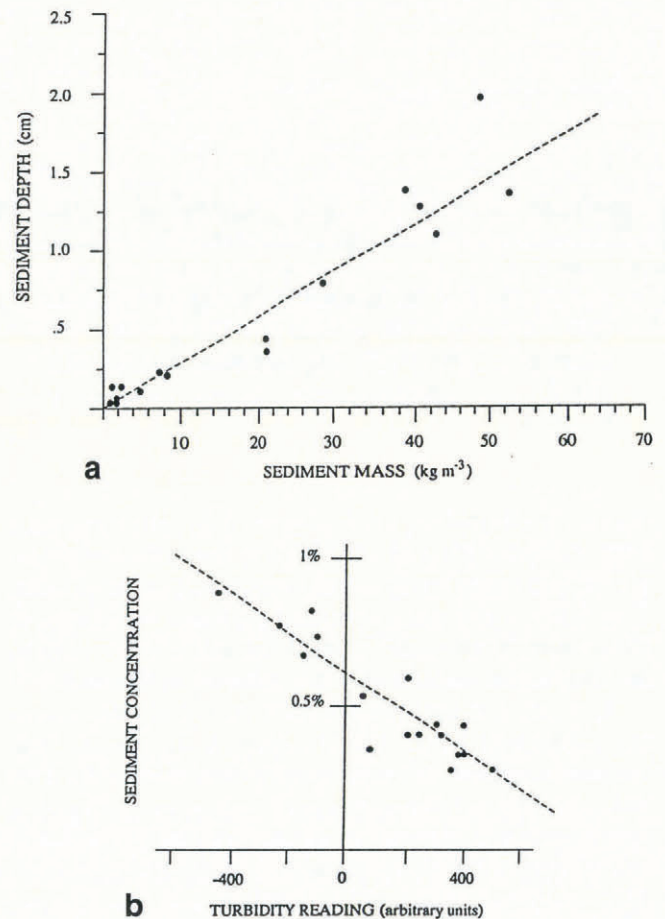 2.5
2.0
1.5
1.0
.5
SEDIMENT DEPTH (cm)
10 20 30 40 50 60 70
a
SEDIMENT MASS (kg m⁻³)
1%
0.5%
SEDIMENT CONCENTRATION
-400 0 400
b
TURBIDITY READING (arbitrary units)